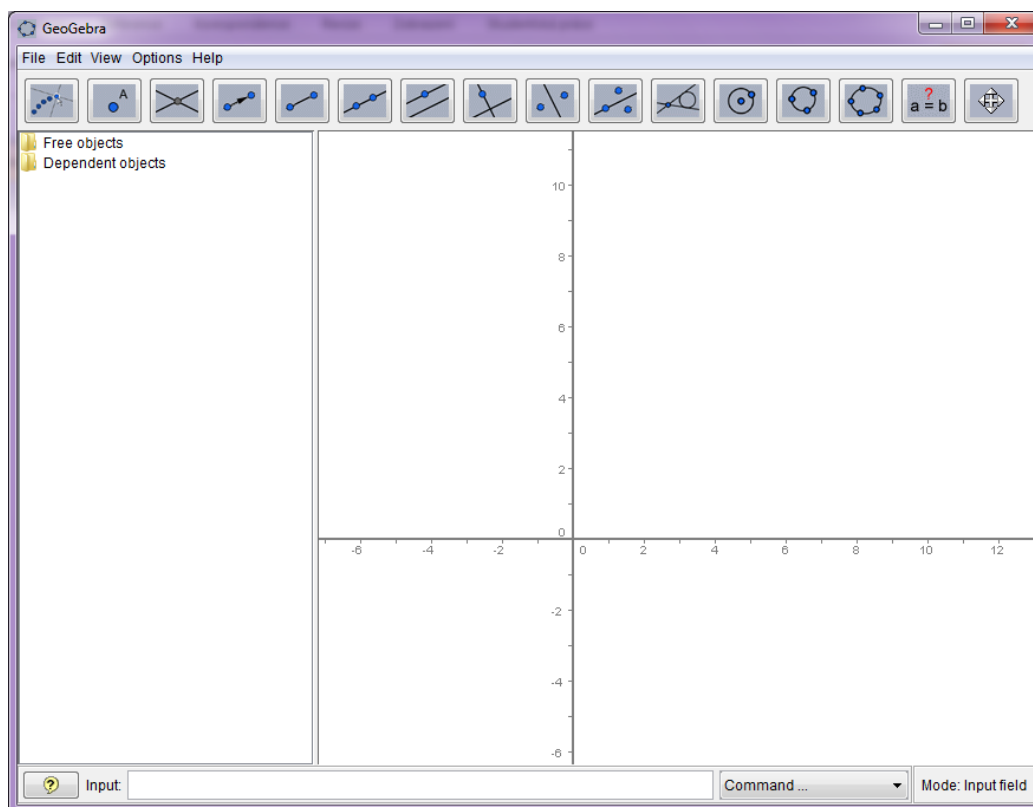 GeoGebra
File Edit View Options Help
A
?
a = b
Free objects
Dependent objects
10
8
6
4
2
0
-6 -4 -2 0 2 4 6 8 10 12
-2
-4
-6
? Input: Command ... Mode: Input field